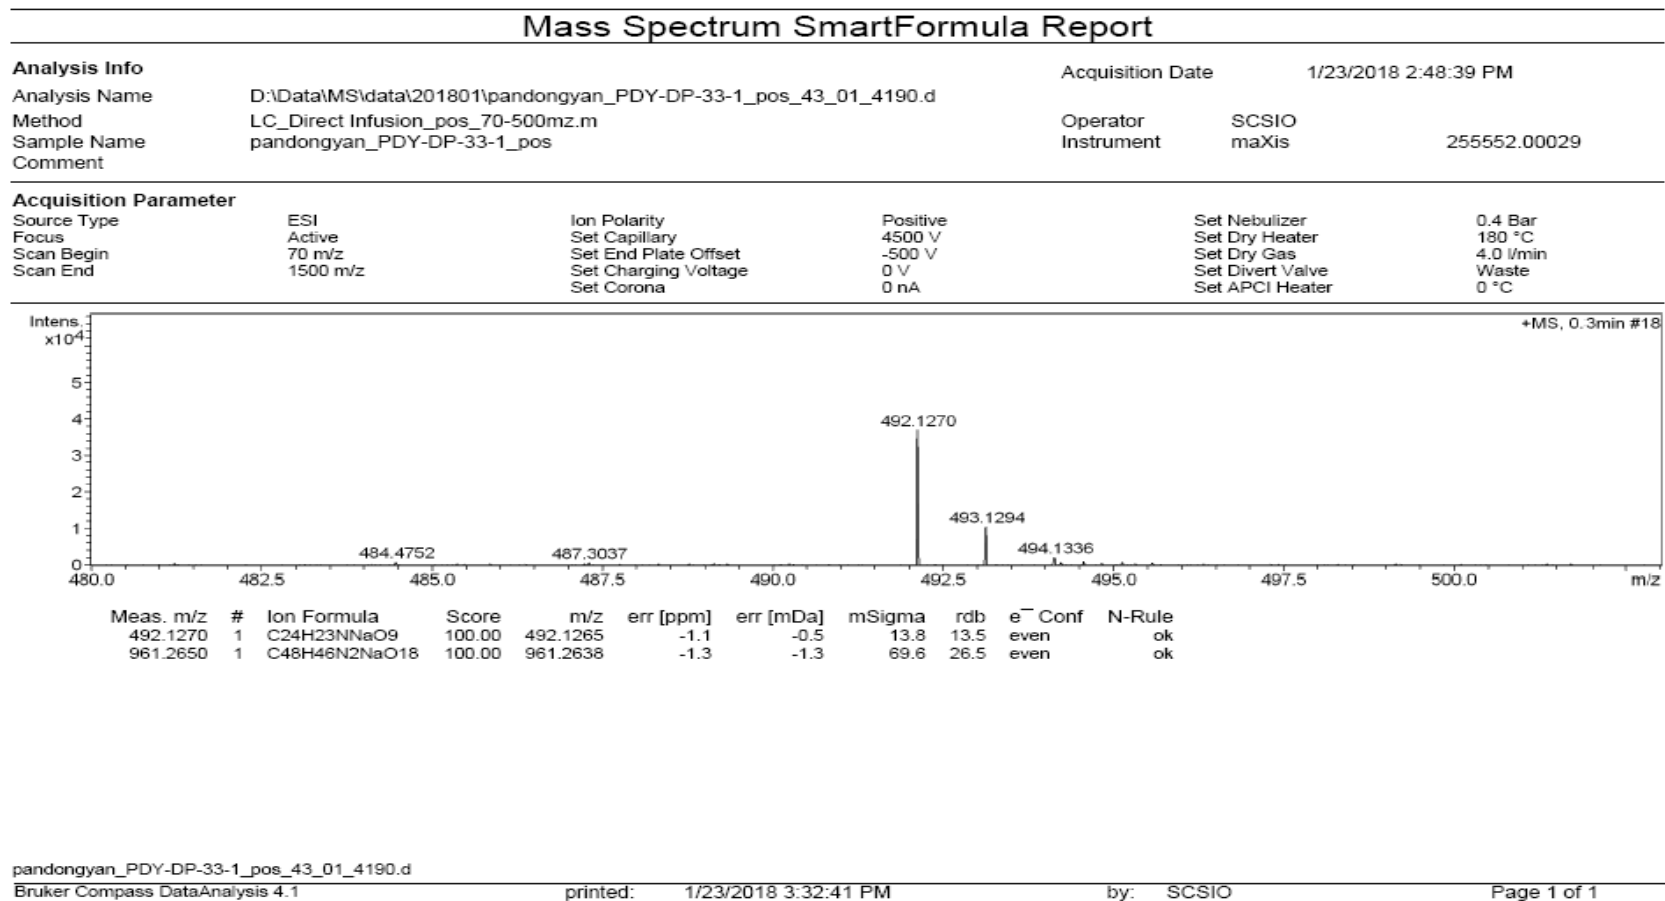 Mass Spectrum SmartFormula Report
Analysis Info
Acquisition Date 1/23/2018 2:48:39 PM
Analysis Name D:\Data\MS\data\201801\pandongyan_PDY-DP-33-1_pos_43_01_4190.d
Method LC_Direct Infusion_pos_70-500mz.m Operator SCSIO
Sample Name pandongyan_PDY-DP-33-1_pos Instrument maXis 255552.00029
Comment
Acquisition Parameter
Source Type ESI Ion Polarity Positive Set Nebulizer 0.4 Bar
Focus Active Set Capillary 4500 V Set Dry Heater 180 °C
Scan Begin 70 m/z Set End Plate Offset -500 V Set Dry Gas 4.0 l/min
Scan End 1500 m/z Set Charging Voltage 0 V Set Divert Valve Waste
Set Corona 0 nA Set APCI Heater 0 °C
Intens. +MS, 0.3min #18
x10⁴
5
4
492.1270
3
2
493.1294
1
484.4752 487.3037 494.1336
0
480.0 482.5 485.0 487.5 490.0 492.5 495.0 497.5 500.0 m/z
Meas. m/z # Ion Formula Score m/z err [ppm] err [mDa] mSigma rdb e¯ Conf N-Rule
492.1270 1 C24H23NNaO9 100.00 492.1265 -1.1 -0.5 13.8 13.5 even ok
961.2650 1 C48H46N2NaO18 100.00 961.2638 -1.3 -1.3 69.6 26.5 even ok
pandongyan_PDY-DP-33-1_pos_43_01_4190.d
Bruker Compass DataAnalysis 4.1 printed: 1/23/2018 3:32:41 PM by: SCSIO Page 1 of 1